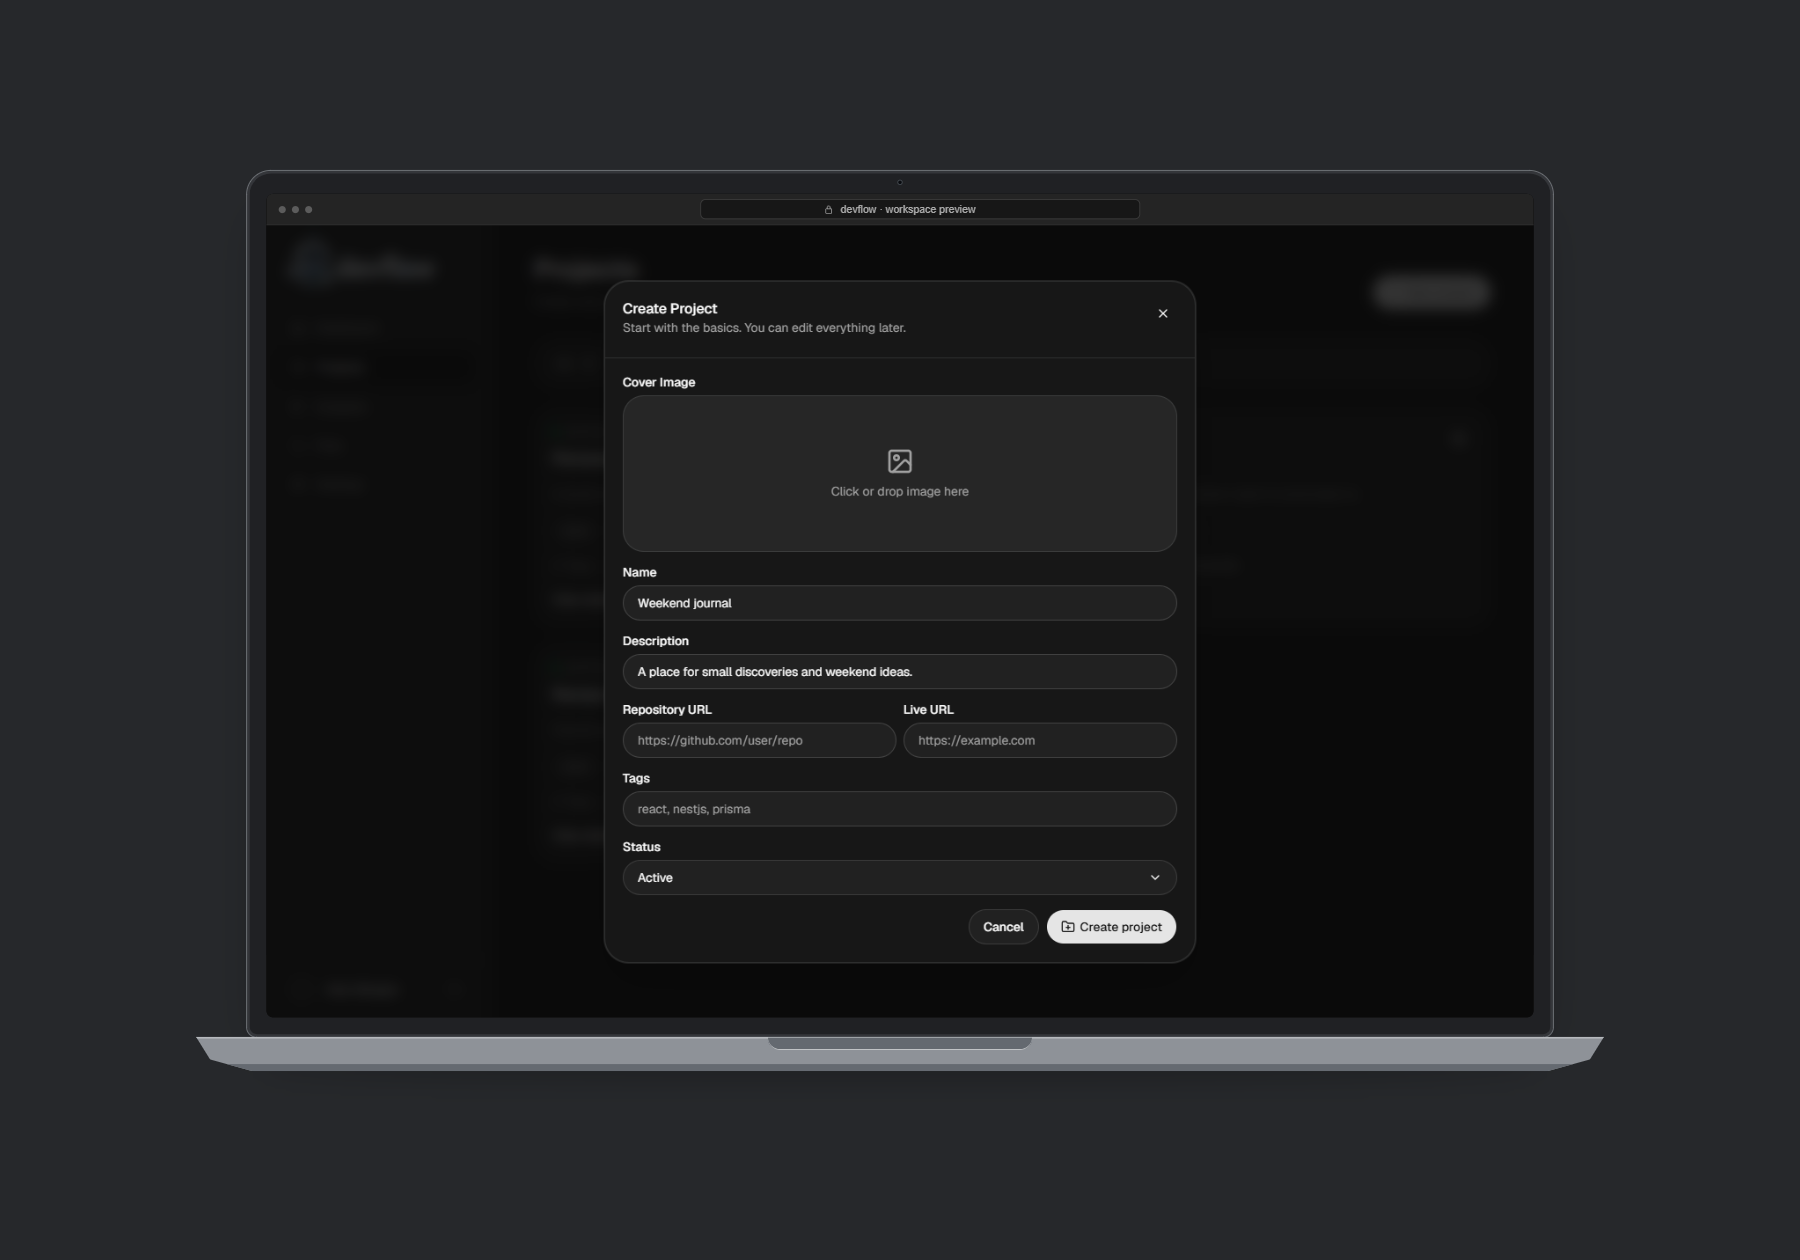 devflow · workspace preview
devflow
Projects
Create Project
Start with the basics. You can edit everything later.
Cover Image
Click or drop image here
Name
Weekend journal
Description
A place for small discoveries and weekend ideas.
Repository URL
Live URL
https://github.com/user/repo
https://example.com
Tags
react, nestjs, prisma
Status
Active
Cancel
Create project